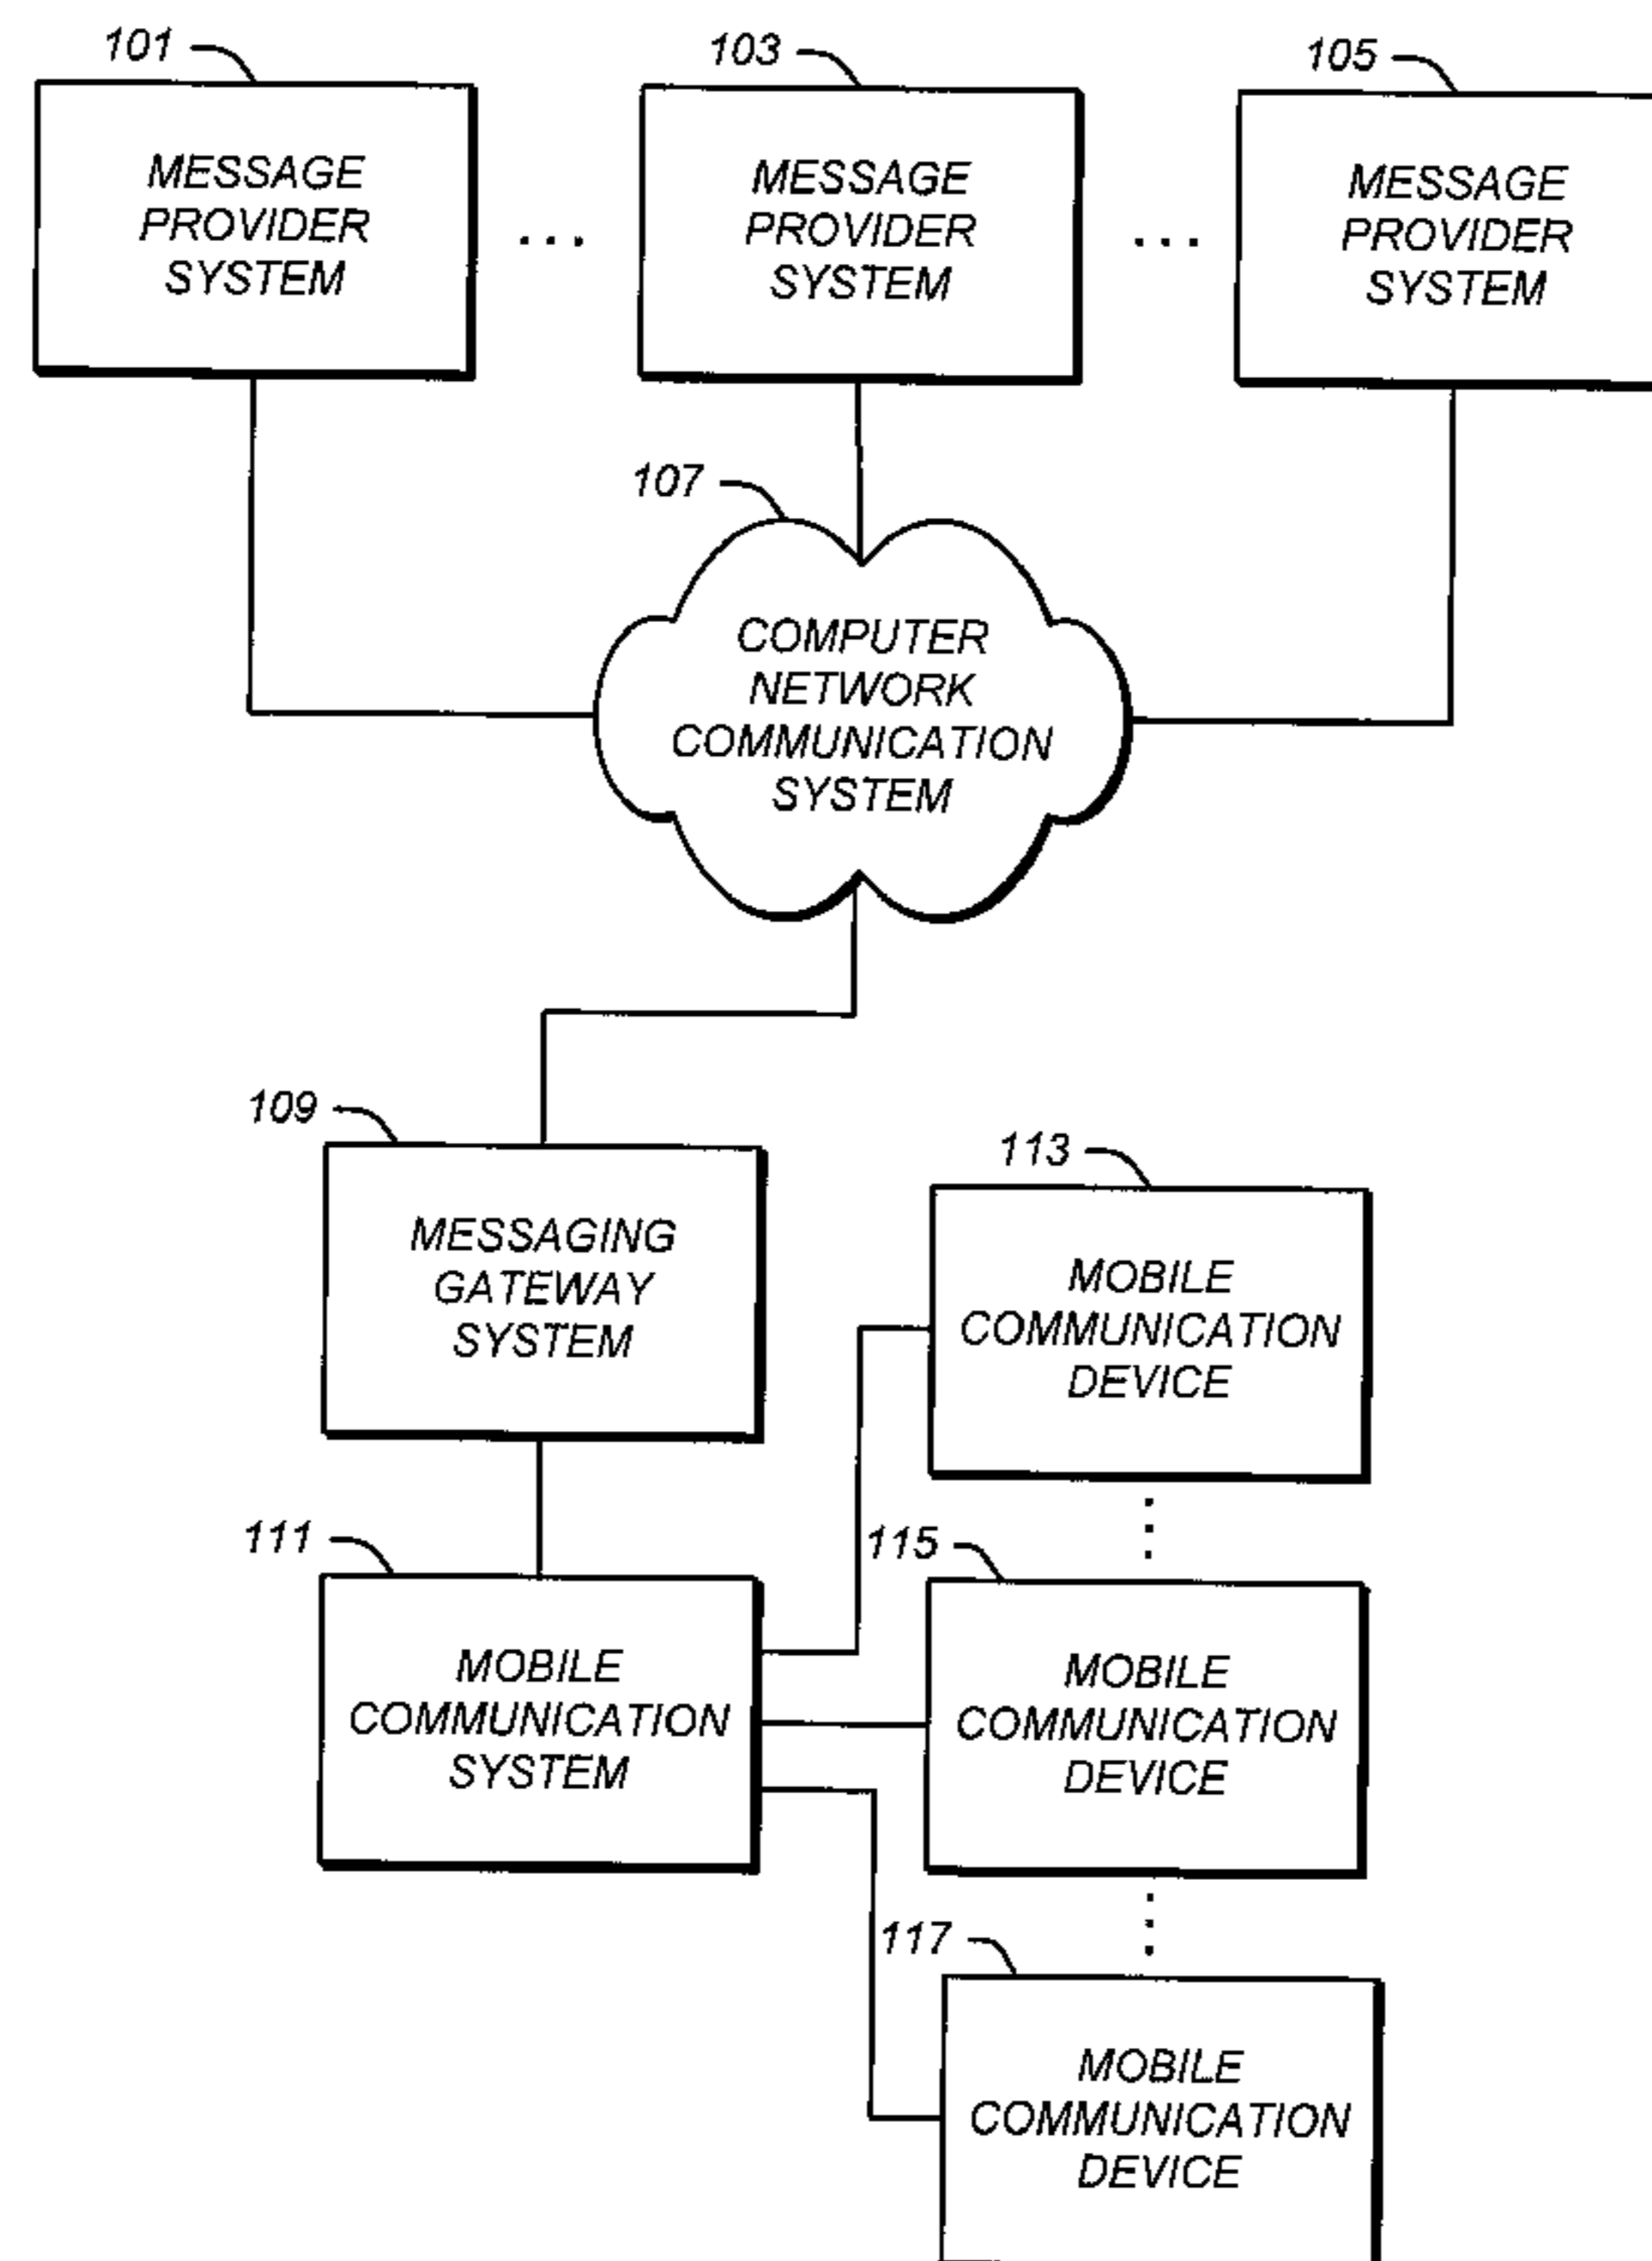 101
MESSAGE
PROVIDER
SYSTEM
...
103
MESSAGE
PROVIDER
SYSTEM
...
105
MESSAGE
PROVIDER
SYSTEM
107
COMPUTER
NETWORK
COMMUNICATION
SYSTEM
109
MESSAGING
GATEWAY
SYSTEM
113
MOBILE
COMMUNICATION
DEVICE
111
MOBILE
COMMUNICATION
SYSTEM
115
MOBILE
COMMUNICATION
DEVICE
117
MOBILE
COMMUNICATION
DEVICE